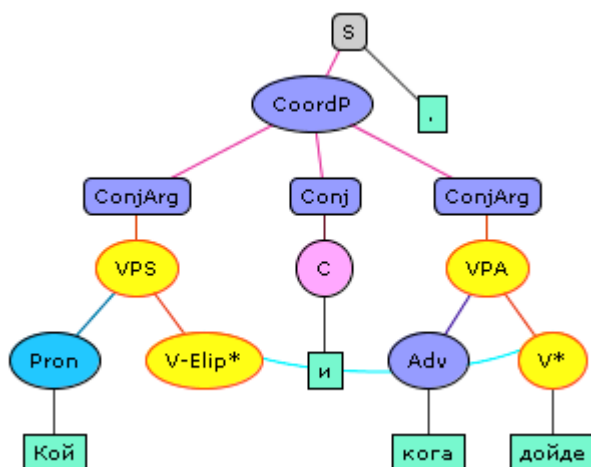 S
CoordP
.
ConjArg Conj ConjArg
VPS C VPA
Pron V-Elip* и Adv V*
Кой кога дойде